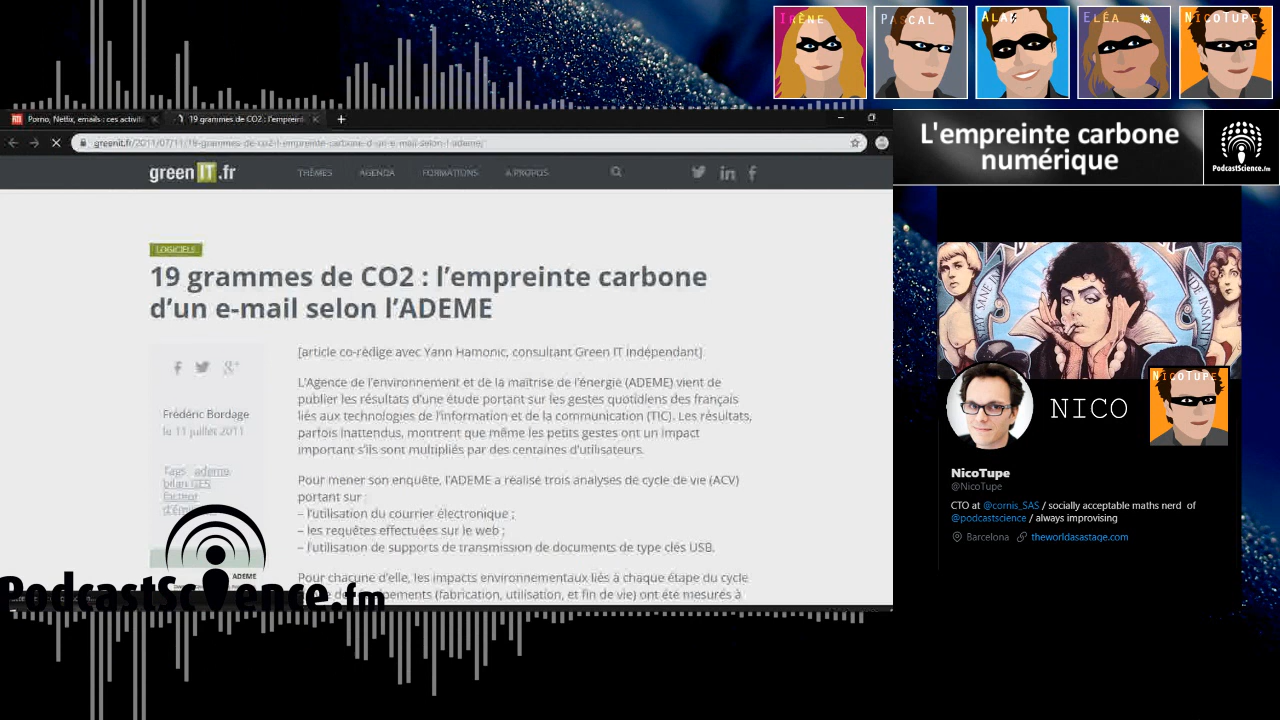 IRÈNE
PASCAL
ALAN
ELÉA
NICOTUPE
Porno, Netflix, emails : ces activit
19 grammes de CO2 : l'empreint
greenit.fr/2011/07/11/19-grammes-de-co2-l-empreinte-carbone-d-un-e-mail-selon-l-ademe/
L'empreinte carbone
numérique
PodcastScience.fm
greenIT.fr
THÈMES
AGENDA
FORMATIONS
A PROPOS
LOGICIELS
19 grammes de CO2 : l'empreinte carbone
d'un e-mail selon l'ADEME
[article co-rédigé avec Yann Hamonic, consultant Green IT indépendant]
L'Agence de l'environnement et de la maîtrise de l'énergie (ADEME) vient de
publier les résultats d'une étude portant sur les gestes quotidiens des français
liés aux technologies de l'information et de la communication (TIC). Les résultats,
parfois inattendus, montrent que même les petits gestes ont un impact
important s'ils sont multipliés par des centaines d'utilisateurs.
Pour mener son enquête, l'ADEME a réalisé trois analyses de cycle de vie (ACV)
portant sur :
– l'utilisation du courrier électronique ;
– les requêtes effectuées sur le web ;
– l'utilisation de supports de transmission de documents de type clés USB.
Pour chacune d'elle, les impacts environnementaux liés à chaque étape du cycle
(fabrication, utilisation, et fin de vie) ont été mesurés à
Frédéric Bordage
le 11 juillet 2011
Tags ademe,
bilan GES
facteur
ADEME
PodcastScience.fm
NICO
NICOTUPE
NicoTupe
@NicoTupe
CTO at @cornis_SAS / socially acceptable maths nerd of
@podcastscience / always improvising
Barcelona theworldasastage.com